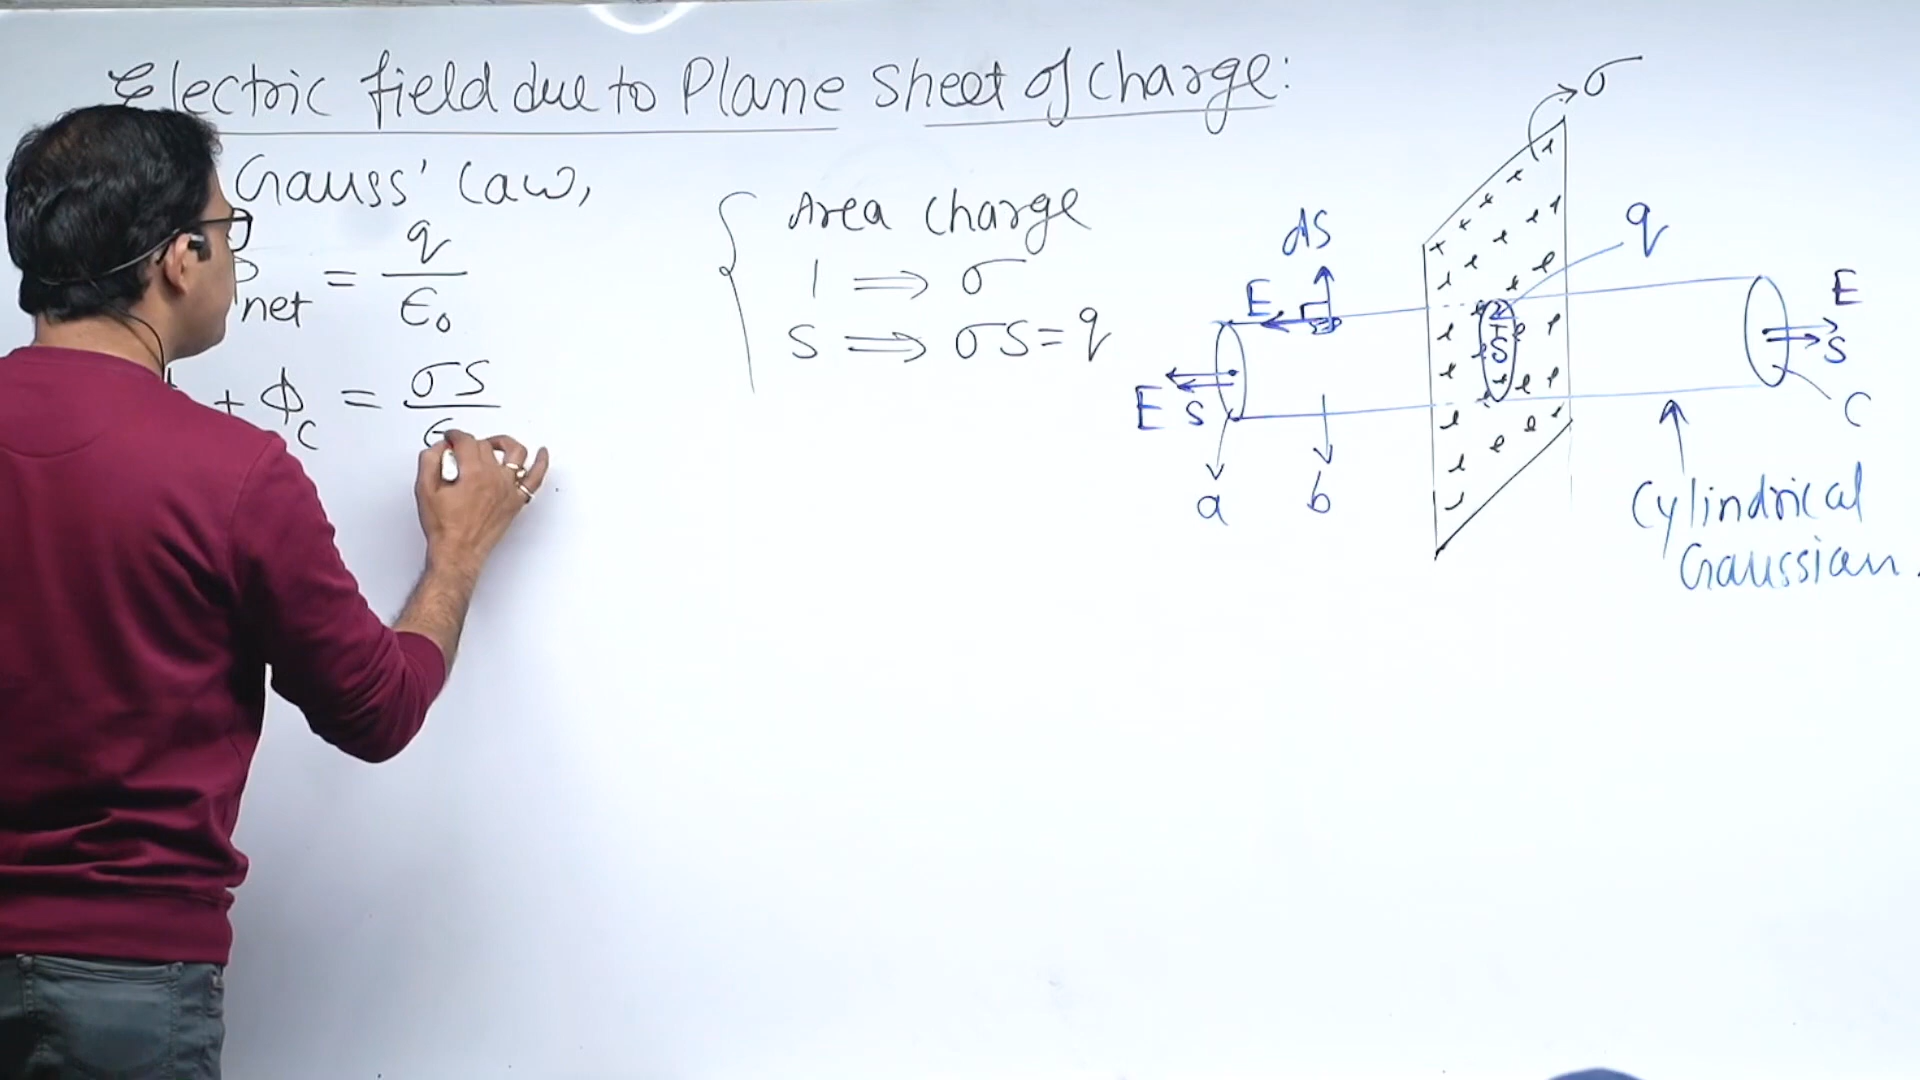 Electric field due to Plane Sheet of charge:
Gauss' Law,
net = q/ε₀
+ ϕc = σS/ε
Area charge
1 ⟹ σ
S ⟹ σS = q
σ
q
dS
E
E S
E
S
S
C
a
b
Cylindrical
Gaussian.